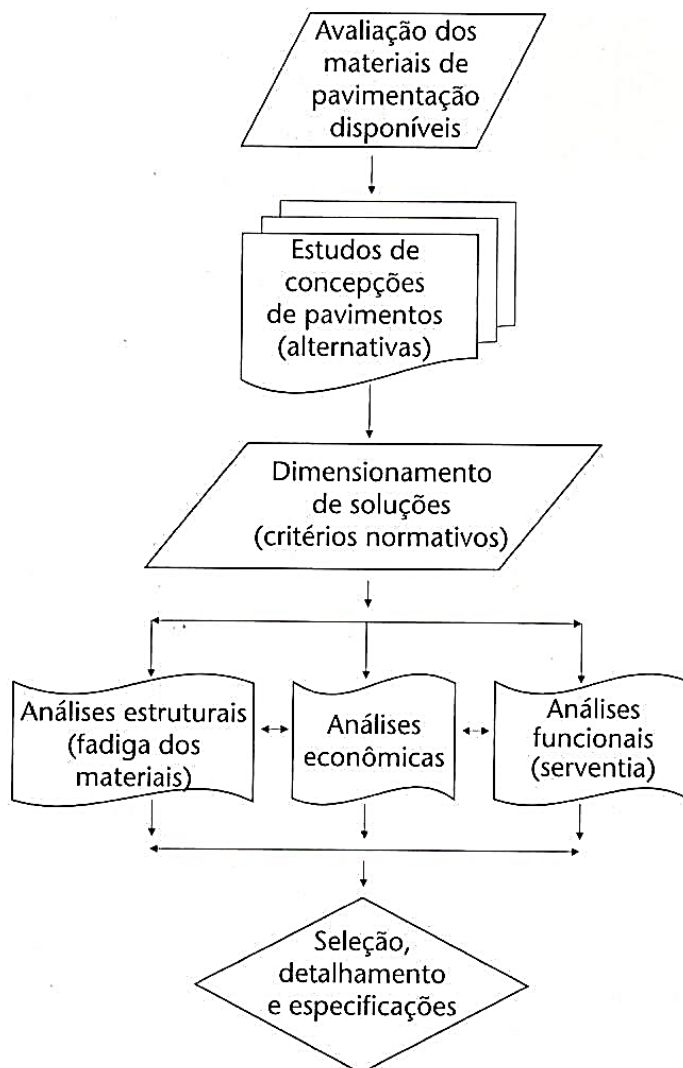 Avaliação dos
materiais de
pavimentação
disponíveis
Estudos de
concepções
de pavimentos
(alternativas)
Dimensionamento
de soluções
(critérios normativos)
Análises estruturais
(fadiga dos
materiais)
Análises
econômicas
Análises
funcionais
(serventia)
Seleção,
detalhamento
e especificações